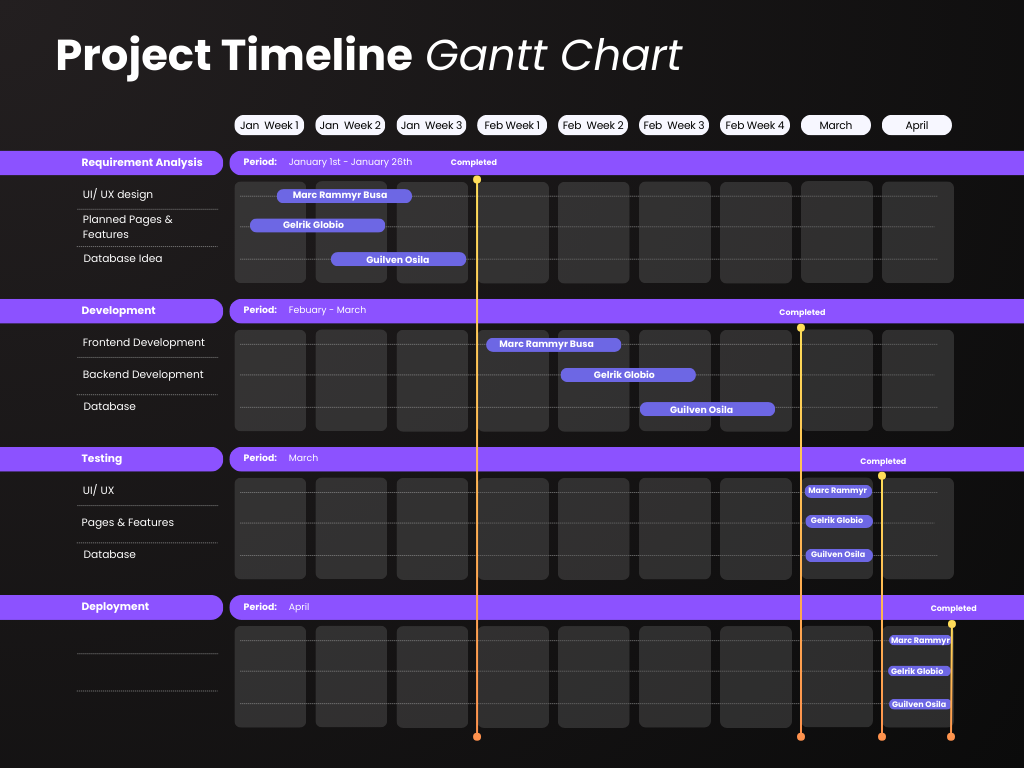 Project Timeline Gantt Chart
Jan Week 1 Jan Week 2 Jan Week 3 Feb Week 1 Feb Week 2 Feb Week 3 Feb Week 4 March April
Requirement Analysis Period: January 1st - January 26th Completed
UI/ UX design Marc Rammyr Busa
Planned Pages &
Features Gelrik Globio
Database Idea Guilven Osila
Development Period: Febuary - March Completed
Frontend Development Marc Rammyr Busa
Backend Development Gelrik Globio
Database Guilven Osila
Testing Period: March Completed
UI/ UX Marc Rammyr
Pages & Features Gelrik Globio
Database Guilven Osila
Deployment Period: April Completed
Marc Rammyr
Gelrik Globio
Guilven Osila